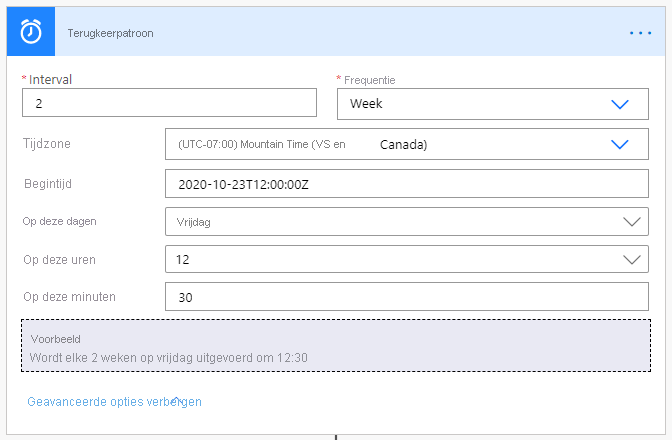 Terugkeerpatroon
* Interval
* Frequentie
2
Week
Tijdzone
(UTC-07:00) Mountain Time (VS en Canada)
Begintijd
2020-10-23T12:00:00Z
Op deze dagen
Vrijdag
Op deze uren
12
Op deze minuten
30
Voorbeeld
Wordt elke 2 weken op vrijdag uitgevoerd om 12:30
Geavanceerde opties verbergen